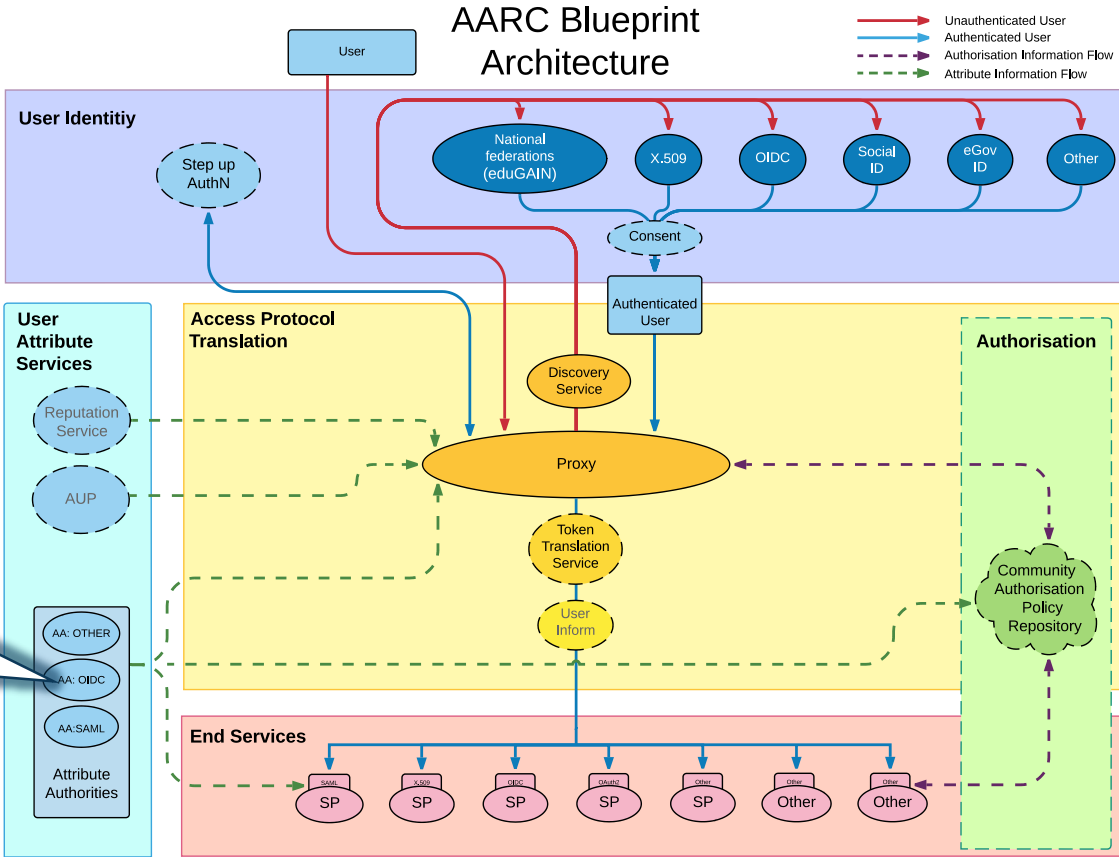 AARC Blueprint
Architecture
Unauthenticated User
Authenticated User
Authorisation Information Flow
Attribute Information Flow
User
User Identitiy
Step up
AuthN
National
federations
(eduGAIN)
X.509
OIDC
Social
ID
eGov
ID
Other
Consent
Authenticated
User
User
Attribute
Services
Access Protocol
Translation
Authorisation
Discovery
Service
Reputation
Service
Proxy
AUP
Token
Translation
Service
Community
Authorisation
Policy
Repository
User
Inform
AA: OTHER
AA: OIDC
AA:SAML
Attribute
Authorities
End Services
SAML
SP
X.509
SP
OIDC
SP
OAuth2
SP
Other
SP
Other
Other
Other
Other